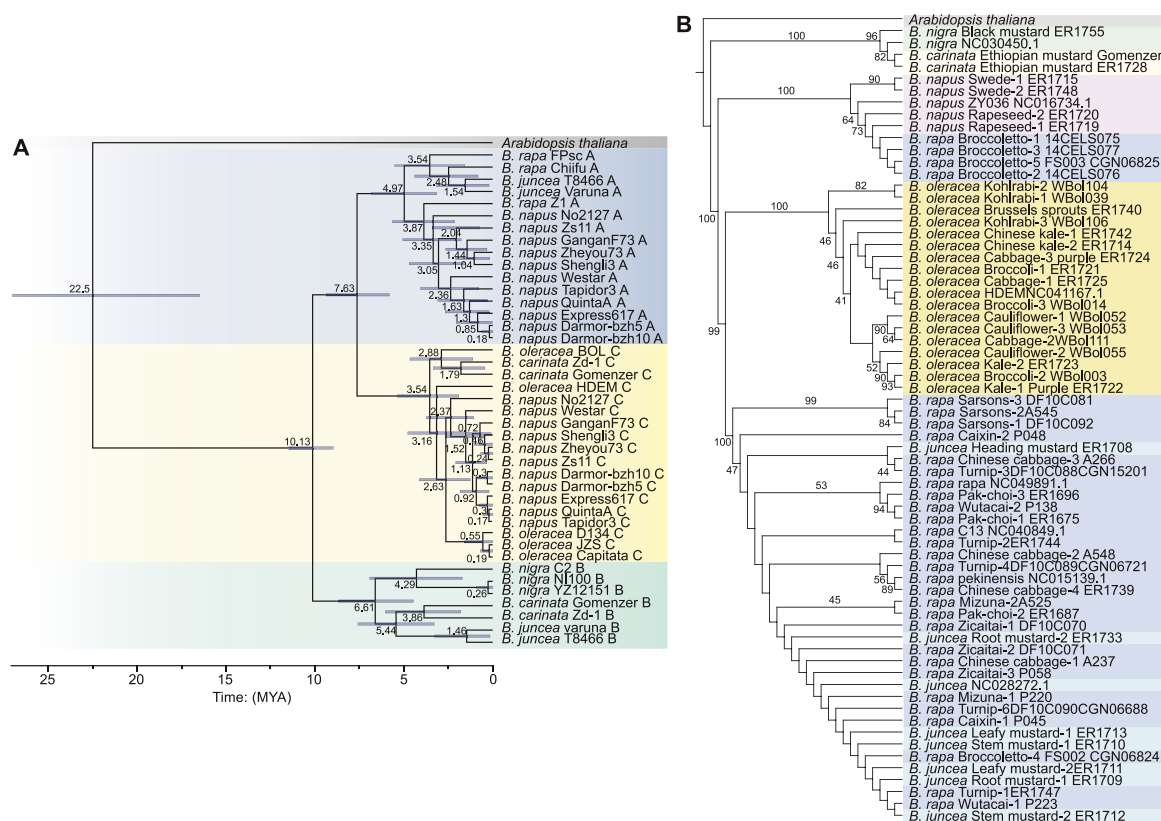 A
Arabidopsis thaliana
B. rapa FPsc A
B. rapa Chiifu A
B. juncea T8466 A
B. juncea Varuna A
B. rapa Z1 A
B. napus No2127 A
B. napus Zs11 A
B. napus GanganF73 A
B. napus Zheyou73 A
B. napus Shengli3 A
B. napus Westar A
B. napus Tapidor3 A
B. napus QuintaA A
B. napus Express617 A
B. napus Darmor-bzh5 A
B. napus Darmor-bzh10 A
B. oleracea BOL C
B. carinata Zd-1 C
B. carinata Gomenzer C
B. oleracea HDEM C
B. napus No2127 C
B. napus Westar C
B. napus GanganF73 C
B. napus Shengli3 C
B. napus Zheyou73 C
B. napus Zs11 C
B. napus Darmor-bzh10 C
B. napus Darmor-bzh5 C
B. napus Express617 C
B. napus QuintaA C
B. napus Tapidor3 C
B. oleracea D134 C
B. oleracea JZS C
B. oleracea Capitata C
B. nigra C2 B
B. nigra NI100 B
B. nigra YZ12151 B
B. carinata Gomenzer B
B. carinata Zd-1 B
B. juncea varuna B
B. juncea T8466 B
22.5
10.13
7.63
4.97
3.54
2.48
1.54
3.87
3.35
2.04
1.44
1.04
3.05
2.36
1.63
1.3
0.85
0.18
3.54
2.88
1.79
3.16
2.37
0.72
0.46
1.52
0.24
1.13
0.3
2.63
0.92
0.3
0.17
0.55
0.19
6.61
4.29
0.26
5.44
3.86
1.46
25 20 15 10 5 0
Time: (MYA)
B
Arabidopsis thaliana
B. nigra Black mustard ER1755
B. nigra NC030450.1
B. carinata Ethiopian mustard Gomenzer
B. carinata Ethiopian mustard ER1728
B. napus Swede-1 ER1715
B. napus Swede-2 ER1748
B. napus ZY036 NC016734.1
B. napus Rapeseed-2 ER1720
B. napus Rapeseed-1 ER1719
B. rapa Broccoletto-1 14CELS075
B. rapa Broccoletto-3 14CELS077
B. rapa Broccoletto-5 FS003 CGN06825
B. rapa Broccoletto-2 14CELS076
B. oleracea Kohlrabi-2 WBol104
B. oleracea Kohlrabi-1 WBol039
B. oleracea Brussels sprouts ER1740
B. oleracea Kohlrabi-3 WBol106
B. oleracea Chinese kale-1 ER1742
B. oleracea Chinese kale-2 ER1714
B. oleracea Cabbage-3 purple ER1724
B. oleracea Broccoli-1 ER1721
B. oleracea Cabbage-1 ER1725
B. oleracea HDEMNC041167.1
B. oleracea Broccoli-3 WBol014
B. oleracea Cauliflower-1 WBol052
B. oleracea Cauliflower-3 WBol053
B. oleracea Cabbage-2WBol111
B. oleracea Cauliflower-2 WBol055
B. oleracea Kale-2 ER1723
B. oleracea Broccoli-2 WBol003
B. oleracea Kale-1 Purple ER1722
B. rapa Sarsons-3 DF10C081
B. rapa Sarsons-2A545
B. rapa Sarsons-1 DF10C092
B. rapa Caixin-2 P048
B. juncea Heading mustard ER1708
B. rapa Chinese cabbage-3 A266
B. rapa Turnip-3DF10C088CGN15201
B. rapa rapa NC049891.1
B. rapa Pak-choi-3 ER1696
B. rapa Wutacai-2 P138
B. rapa Pak-choi-1 ER1675
B. rapa C13 NC040849.1
B. rapa Turnip-2ER1744
B. rapa Chinese cabbage-2 A548
B. rapa Turnip-4DF10C089CGN06721
B. rapa pekinensis NC015139.1
B. rapa Chinese cabbage-4 ER1739
B. rapa Mizuna-2A525
B. rapa Pak-choi-2 ER1687
B. rapa Zicaitai-1 DF10C070
B. juncea Root mustard-2 ER1733
B. rapa Zicaitai-2 DF10C071
B. rapa Chinese cabbage-1 A237
B. rapa Zicaitai-3 P058
B. juncea NC028272.1
B. rapa Mizuna-1 P220
B. rapa Turnip-6DF10C090CGN06688
B. rapa Caixin-1 P045
B. juncea Leafy mustard-1 ER1713
B. juncea Stem mustard-1 ER1710
B. rapa Broccoletto-4 FS002 CGN06824
B. juncea Leafy mustard-2ER1711
B. juncea Root mustard-1 ER1709
B. rapa Turnip-1ER1747
B. rapa Wutacai-1 P223
B. juncea Stem mustard-2 ER1712
100
96
82
100
90
64
73
100
82
46
46
41
90
64
52
90
93
100
99
99
84
100
47
44
53
94
56
89
45